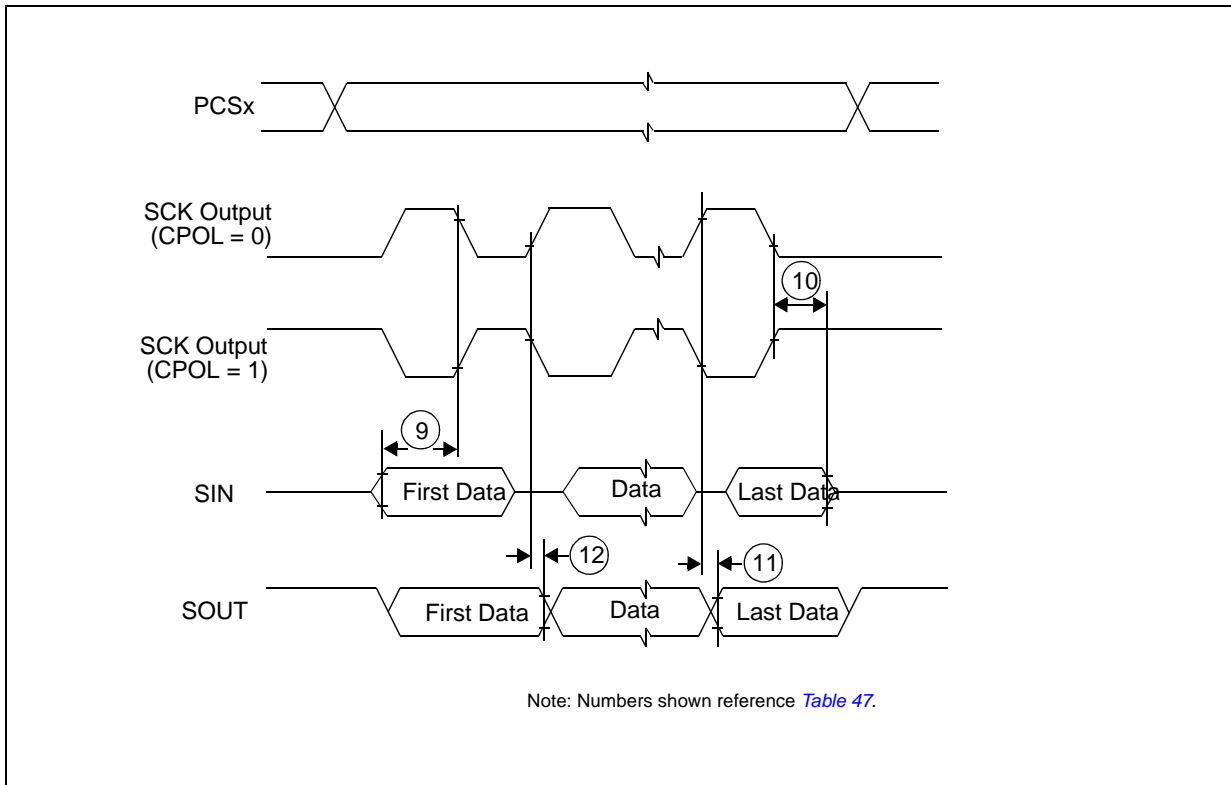 PCSx
SCK Output
(CPOL = 0)
10
SCK Output
(CPOL = 1)
9
SIN
First Data
Data
Last Data
12
11
SOUT
First Data
Data
Last Data
Note: Numbers shown reference Table 47.